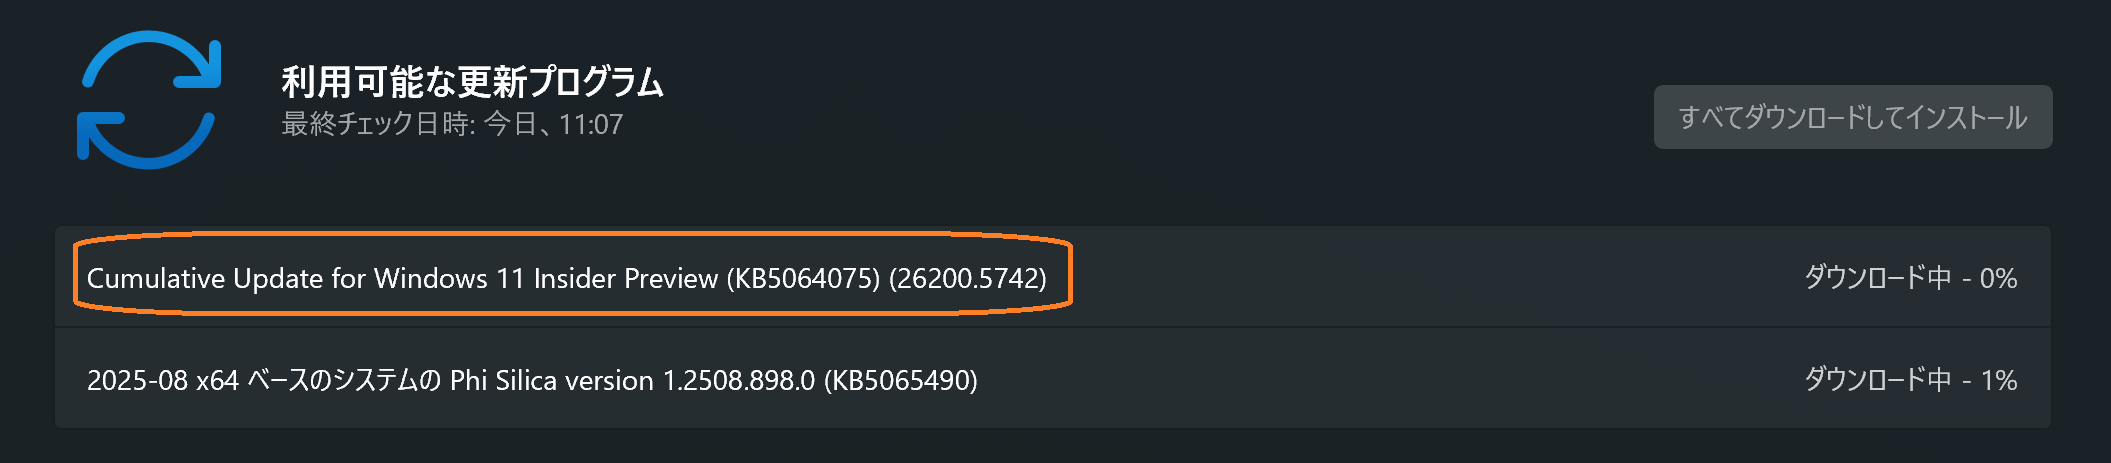 利用可能な更新プログラム
最終チェック日時: 今日、11:07
すべてダウンロードしてインストール
Cumulative Update for Windows 11 Insider Preview (KB5064075) (26200.5742)
ダウンロード中 - 0%
2025-08 x64 ベースのシステムの Phi Silica version 1.2508.898.0 (KB5065490)
ダウンロード中 - 1%